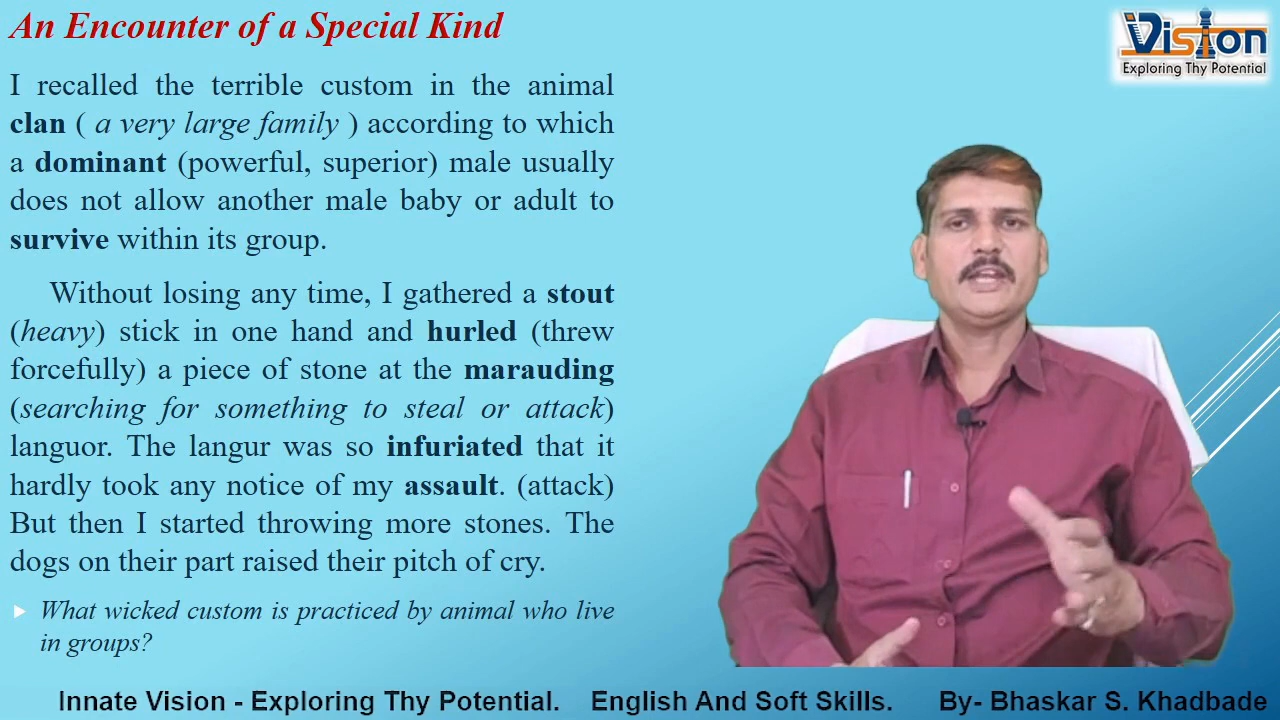 An Encounter of a Special Kind
Vision
Exploring Thy Potential
I recalled the terrible custom in the animal
clan ( a very large family ) according to which
a dominant (powerful, superior) male usually
does not allow another male baby or adult to
survive within its group.
Without losing any time, I gathered a stout
(heavy) stick in one hand and hurled (threw
forcefully) a piece of stone at the marauding
(searching for something to steal or attack)
languor. The langur was so infuriated that it
hardly took any notice of my assault. (attack)
But then I started throwing more stones. The
dogs on their part raised their pitch of cry.
What wicked custom is practiced by animal who live
in groups?
Innate Vision - Exploring Thy Potential. English And Soft Skills. By- Bhaskar S. Khadbade